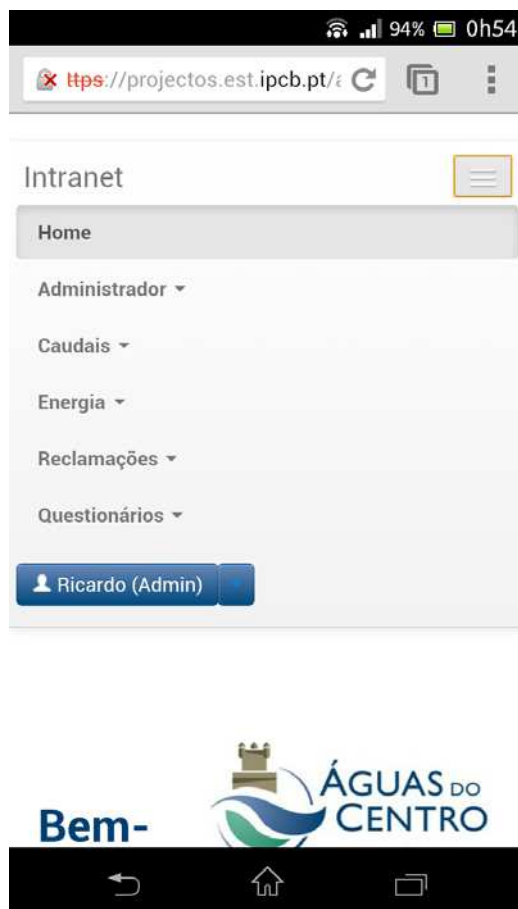 94% 0h54
ttps://projectos.est.ipcb.pt/ 1
Intranet
Home
Administrador
Caudais
Energia
Reclamações
Questionários
Ricardo (Admin)
ÁGUAS DO
CENTRO
Bem-